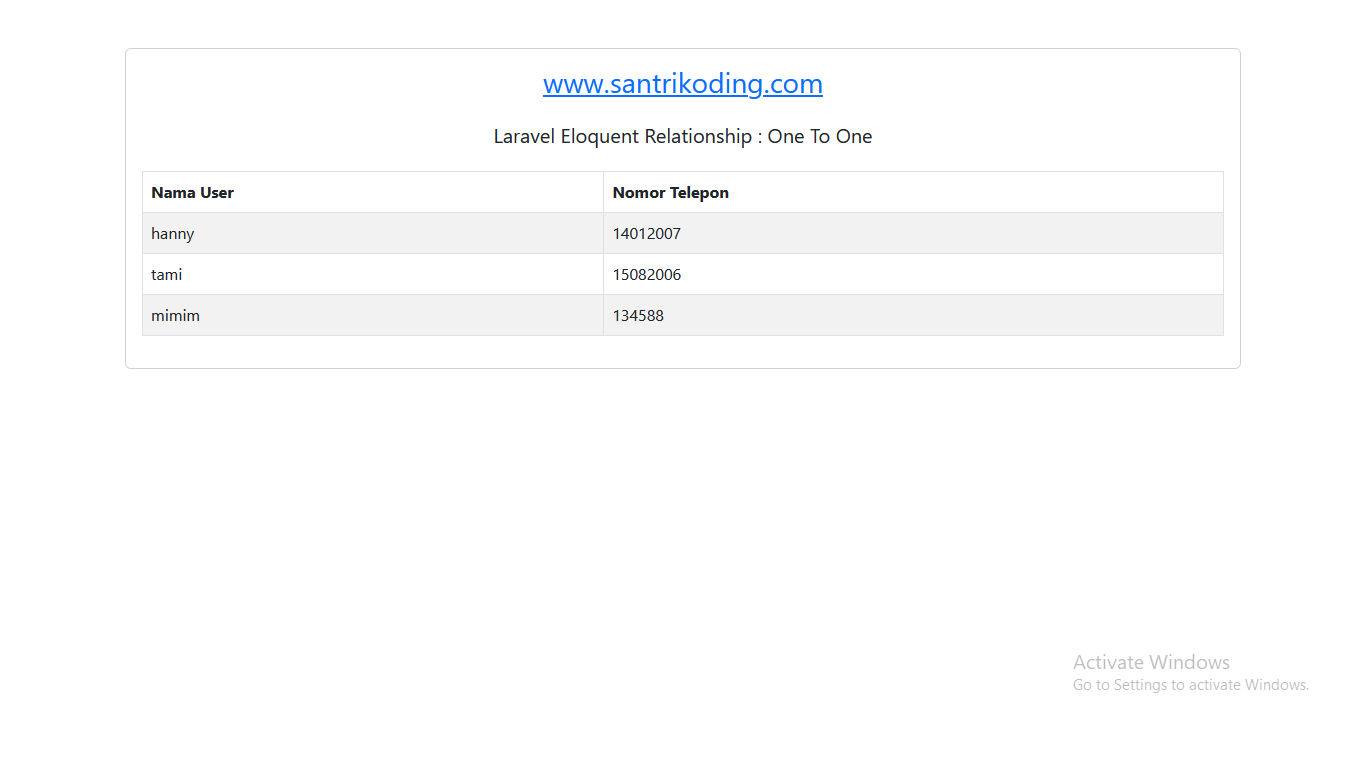 www.santrikoding.com
Laravel Eloquent Relationship : One To One
Nama User Nomor Telepon
hanny 14012007
tami 15082006
mimim 134588
Activate Windows
Go to Settings to activate Windows.